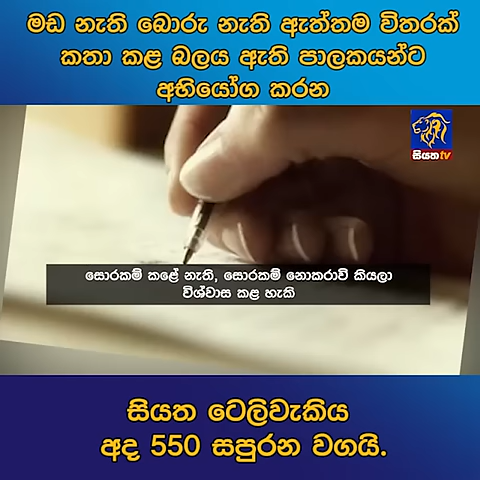 මඩ නැති බොරු නැති ඇත්තම විතරක්
කතා කළ බලය ඇති පාලකයන්ට
අභියෝග කරන
සියත tv
සොරකම් කළේ නැති, සොරකම් නොකරාවි කියලා
විශ්වාස කළ හැකි
සියත ටෙලිවැකිය
අද 550 සපුරන වගයි.